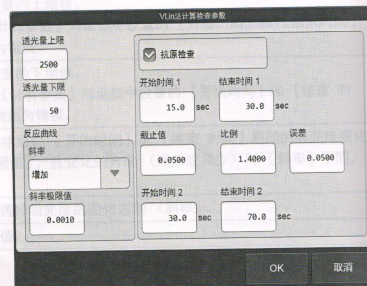 VLin法计算检查参数
透光量上限
2500
透光量下限
50
反应曲线
斜率
增加
斜率极限值
0.0010
抗原检查
开始时间 1 结束时间 1
15.0 sec 30.0 sec
截止值 比例 误差
0.0500 1.4000 0.0500
开始时间 2 结束时间 2
30.0 sec 70.0 sec
OK 取消